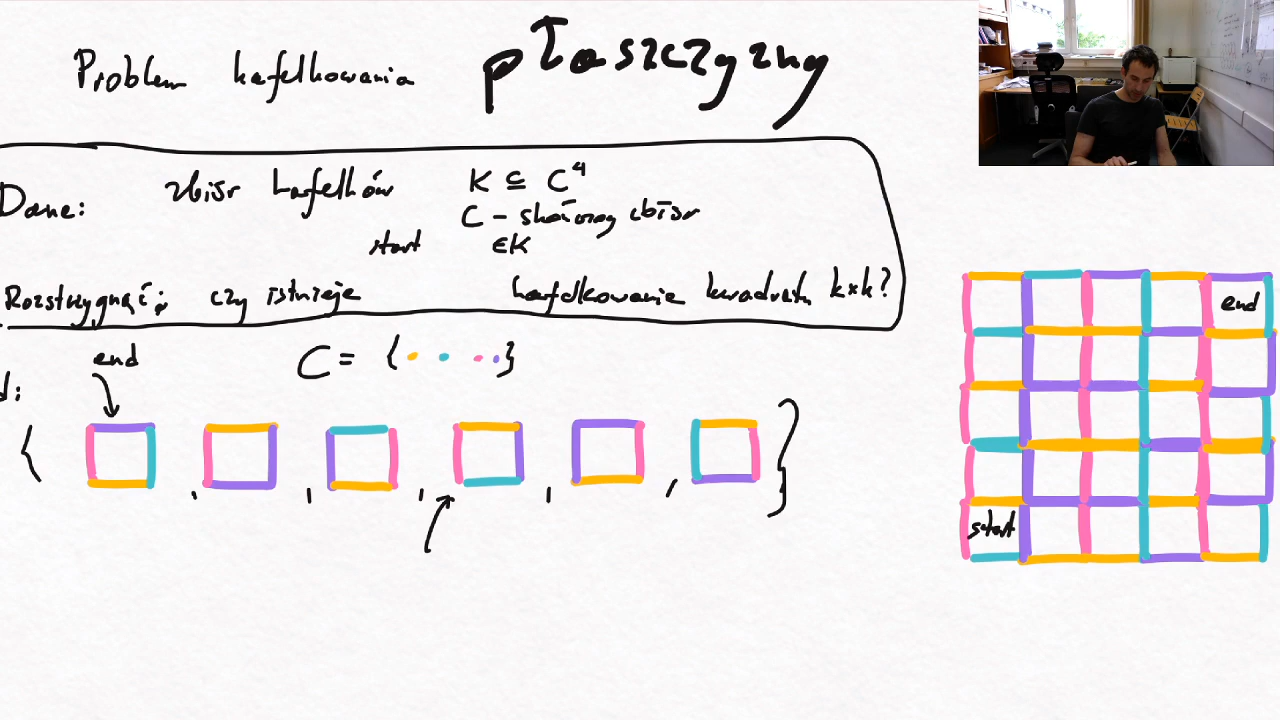 Problem kafelkowania płaszczyzny
Dane: zbiór kafelków K ⊆ C⁴
C – skończony zbiór
start ∈ K
Rozstrzygnąć: czy istnieje kafelkowanie kwadratu k×k?
end
C = { · · · · }
d:
{ , , , , , }
end
start